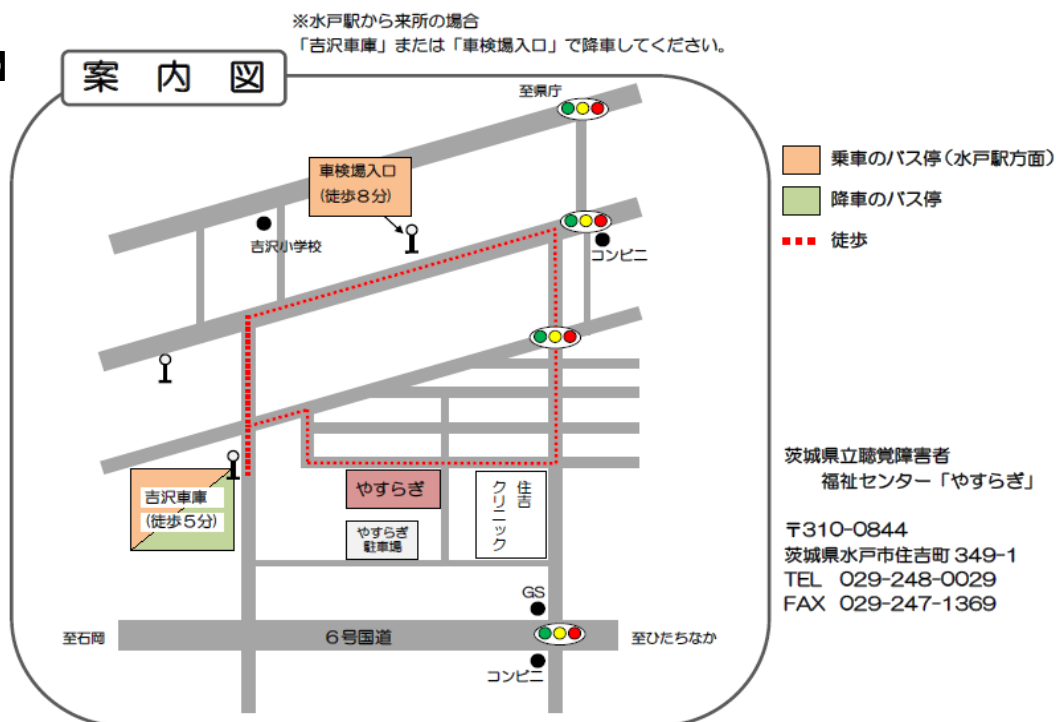 ※水戸駅から来所の場合
「吉沢車庫」または「車検場入口」で降車してください。
案 内 図
至県庁
車検場入口
(徒歩8分)
吉沢小学校
コンビニ
吉沢車庫
(徒歩5分)
やすらぎ
やすらぎ
駐車場
住吉
クリニック
GS
至石岡
6号国道
至ひたちなか
コンビニ
乗車のバス停(水戸駅方面)
降車のバス停
徒歩
茨城県立聴覚障害者
福祉センター「やすらぎ」
〒310-0844
茨城県水戸市住吉町 349-1
TEL 029-248-0029
FAX 029-247-1369